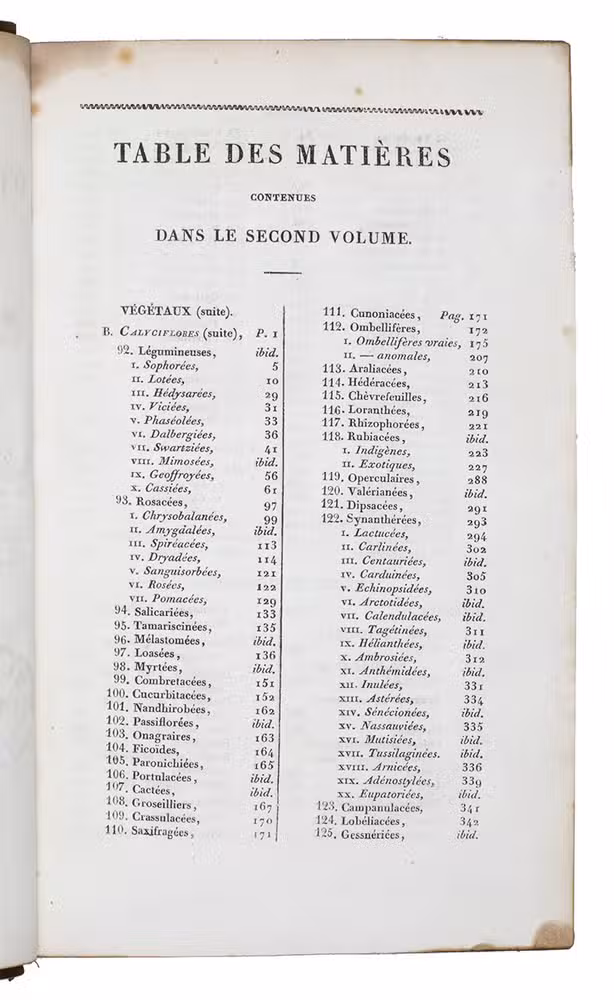 TABLE DES MATIÈRES
CONTENUES
DANS LE SECOND VOLUME.
VÉGÉTAUX (suite).
B. CALYCIFLORES (suite), P. 1
92. Légumineuses, ibid.
I. Sophorées, 5
II. Lotées, 10
III. Hédysarées, 29
IV. Viciées, 31
V. Phaséolées, 33
VI. Dalbergiées, 36
VII. Swartziées, 41
VIII. Mimosées, ibid.
IX. Geoffroyées, 56
X. Cassiées, 61
93. Rosacées, 97
I. Chrysobalanées, 99
II. Amygdalées, ibid.
III. Spiréacées, 113
IV. Dryadées, 114
V. Sanguisorbées, 121
VI. Rosées, 122
VII. Pomacées, 129
94. Salicariées, 133
95. Tamariscinées, 135
96. Mélastomées, ibid.
97. Loasées, 136
98. Myrtées, ibid.
99. Combretacées, 151
100. Cucurbitacées, 152
101. Nandhirobées, 162
102. Passiflorées, ibid.
103. Onagraires, 163
104. Ficoïdes, 164
105. Paronichiées, 165
106. Portulacées, ibid.
107. Cactées, ibid.
108. Groseilliers, 167
109. Crassulacées, 170
110. Saxifragées, 171
111. Cunoniacées, Pag. 171
112. Ombellifères, 172
I. Ombellifères vraies, 175
II. — anomales, 207
113. Araliacées, 210
114. Hédéracées, 213
115. Chèvrefeuilles, 216
116. Loranthées, 219
117. Rhizophorées, 221
118. Rubiacées, ibid.
I. Indigènes, 223
II. Exotiques, 227
119. Operculaires, 288
120. Valérianées, ibid.
121. Dipsacées, 291
122. Synanthérées, 293
I. Lactucées, 294
II. Carlinées, 302
III. Centauriées, ibid.
IV. Carduinées, 305
V. Echinopsidées, 310
VI. Arctotidées, ibid.
VII. Calendulacées, ibid.
VIII. Tagétinées, 311
IX. Hélianthées, ibid.
X. Ambrosiées, 312
XI. Anthémidées, ibid.
XII. Inulées, 331
XIII. Astérées, 334
XIV. Sénécionées, ibid.
XV. Nassauviées, 335
XVI. Mutisiées, ibid.
XVII. Tussilaginées. ibid.
XVIII. Arnicées, 336
XIX. Adénostylées, 339
XX. Eupatoriées, ibid.
123. Campanulacées, 341
124. Lobéliacées, 342
125. Gessnériées, ibid.